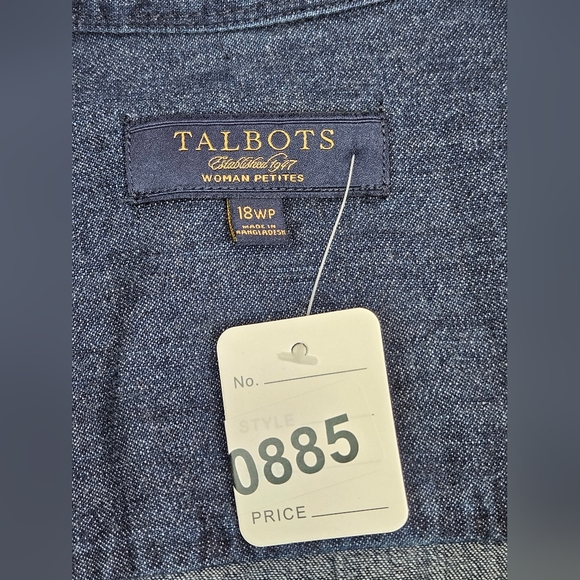 TALBOTS
Established 1947
WOMAN PETITES
18WP
MADE IN
BANGLADESH
No.
STYLE
0885
PRICE